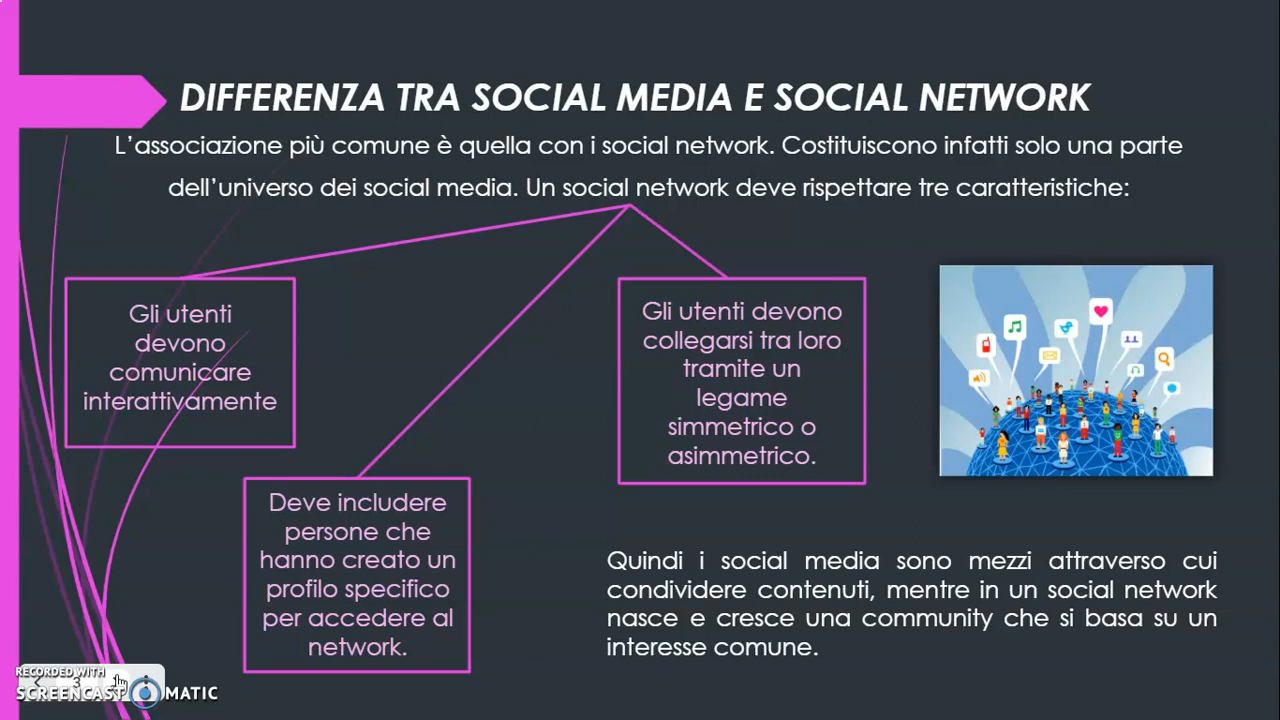 DIFFERENZA TRA SOCIAL MEDIA E SOCIAL NETWORK
L'associazione più comune è quella con i social network. Costituiscono infatti solo una parte
dell'universo dei social media. Un social network deve rispettare tre caratteristiche:
Gli utenti
devono
comunicare
interattivamente
Deve includere
persone che
hanno creato un
profilo specifico
per accedere al
network.
Gli utenti devono
collegarsi tra loro
tramite un
legame
simmetrico o
asimmetrico.
Quindi i social media sono mezzi attraverso cui
condividere contenuti, mentre in un social network
nasce e cresce una community che si basa su un
interesse comune.
RECORDED WITH
3
SCREENCAST MATIC